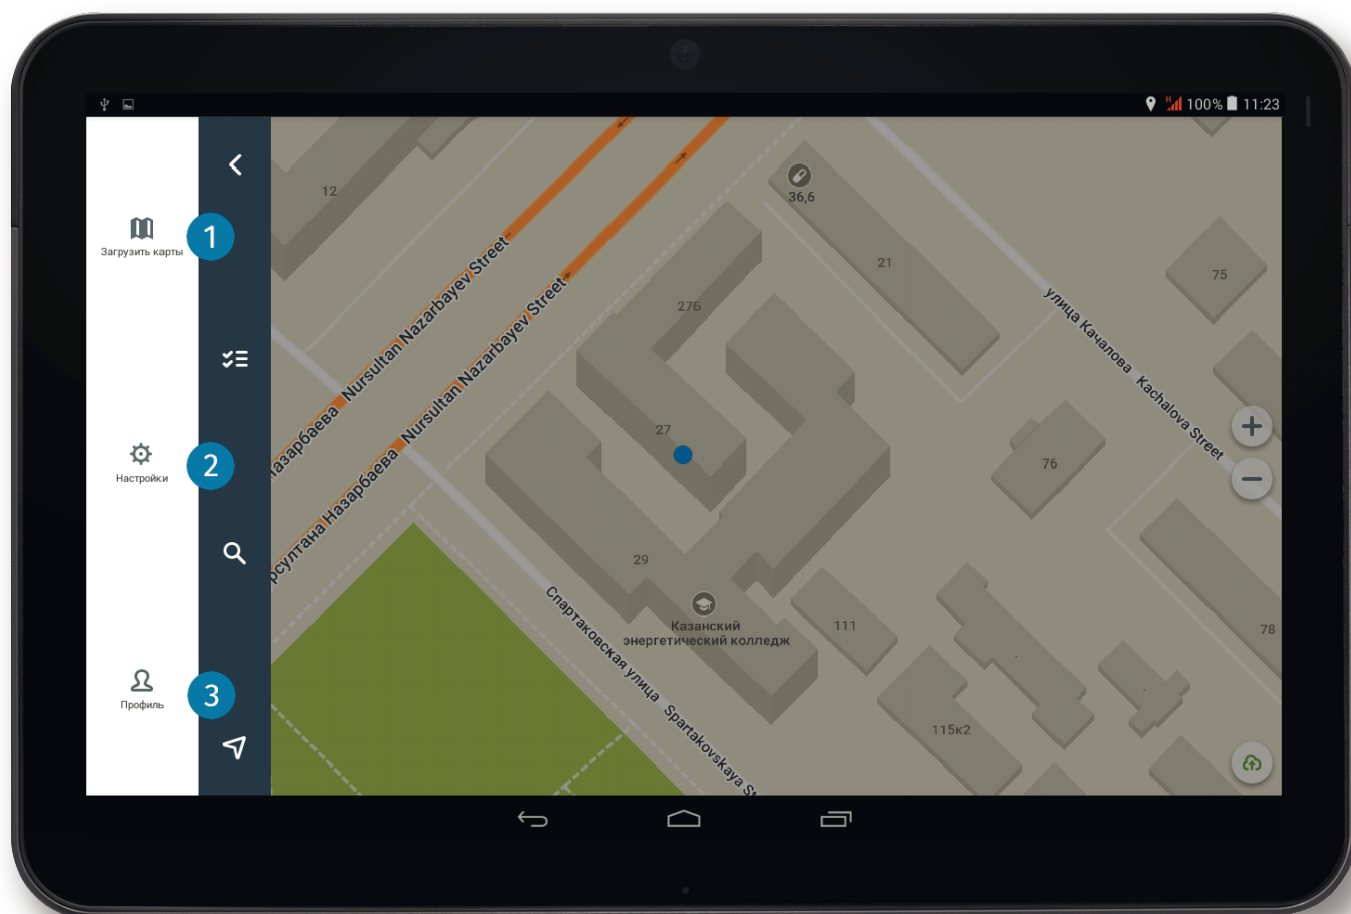 100% 11:23
Загрузить карты
1
Настройки
2
Профиль
3
12
36,6
21
75
27Б
Nursultan Nazarbayev Street
Назарбаева
Nursultan Nazarbayev Street
Нурсултана Назарбаева
улица Качалова
Kachalova Street
27
76
29
Казанский
энергетический колледж
111
78
115к2
Спартаковская улица
Spartakovskaya St